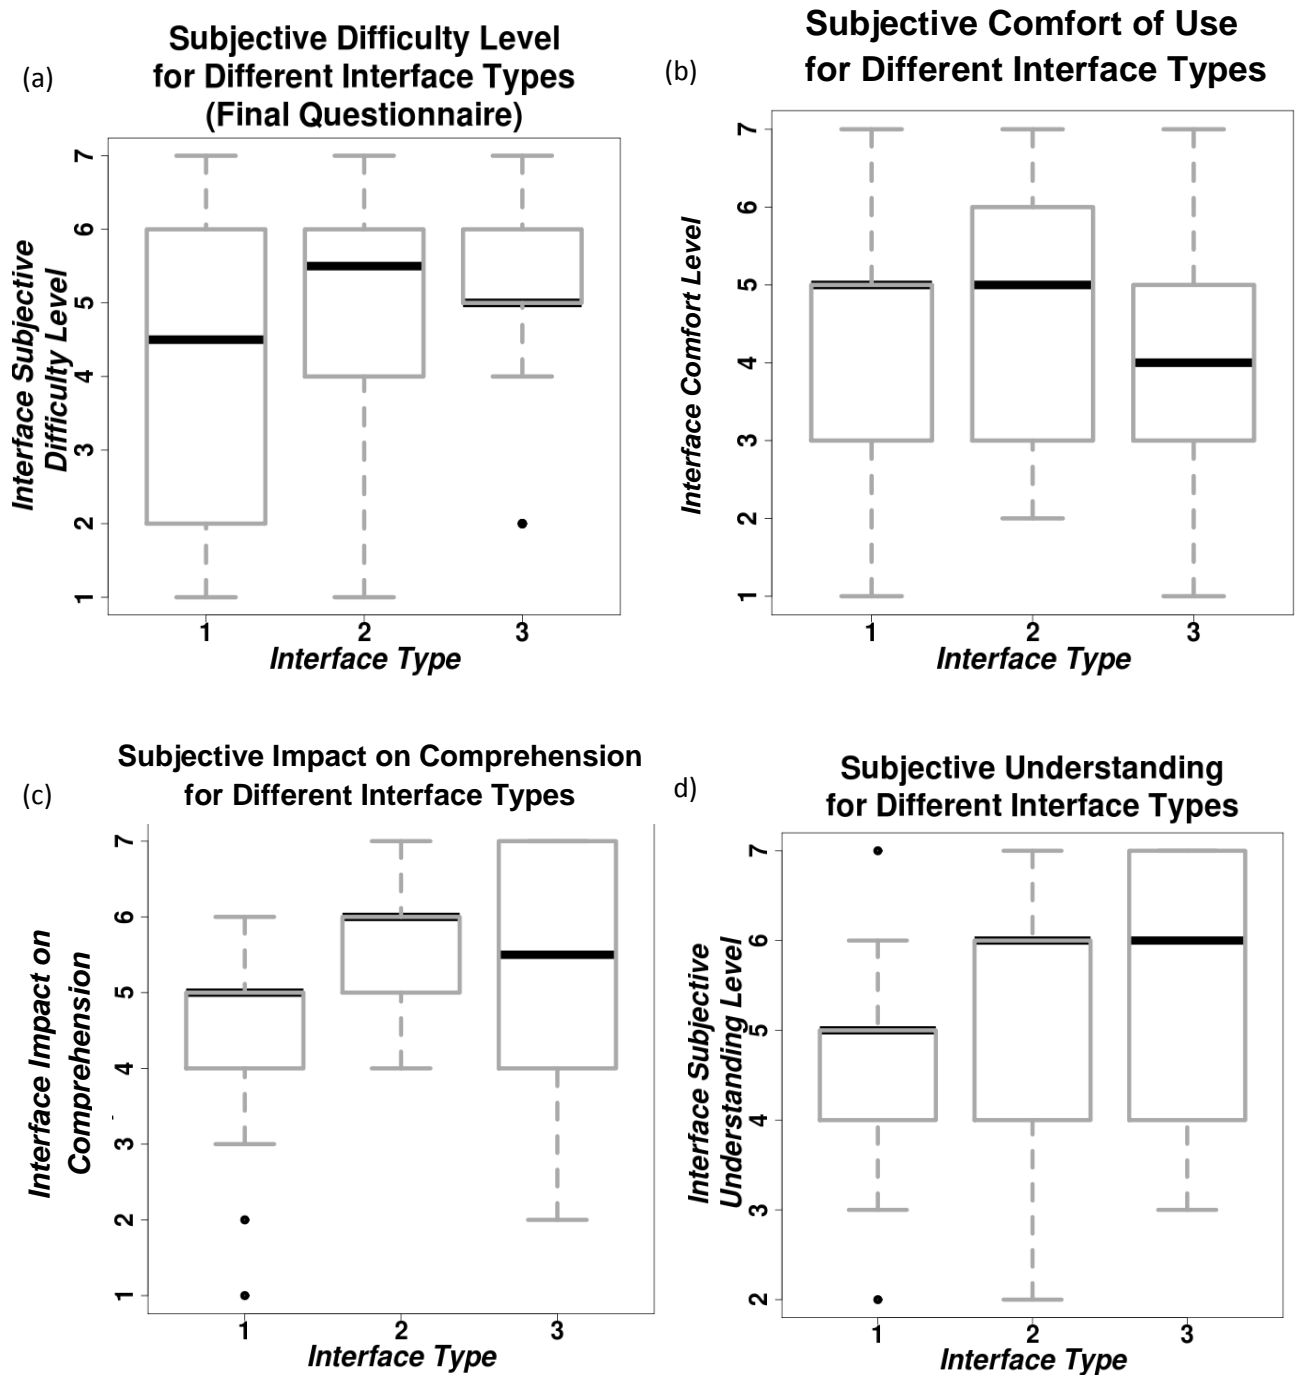 (a)
Subjective Difficulty Level
for Different Interface Types
(Final Questionnaire)
Interface Subjective
Difficulty Level
7
6
5
4
3
2
1
1 2 3
Interface Type
(b)
Subjective Comfort of Use
for Different Interface Types
Interface Comfort Level
7
6
5
4
3
2
1
1 2 3
Interface Type
(c)
Subjective Impact on Comprehension
for Different Interface Types
Interface Impact on
Comprehension
7
6
5
4
3
2
1
1 2 3
Interface Type
d)
Subjective Understanding
for Different Interface Types
Interface Subjective
Understanding Level
7
6
5
4
3
2
1 2 3
Interface Type